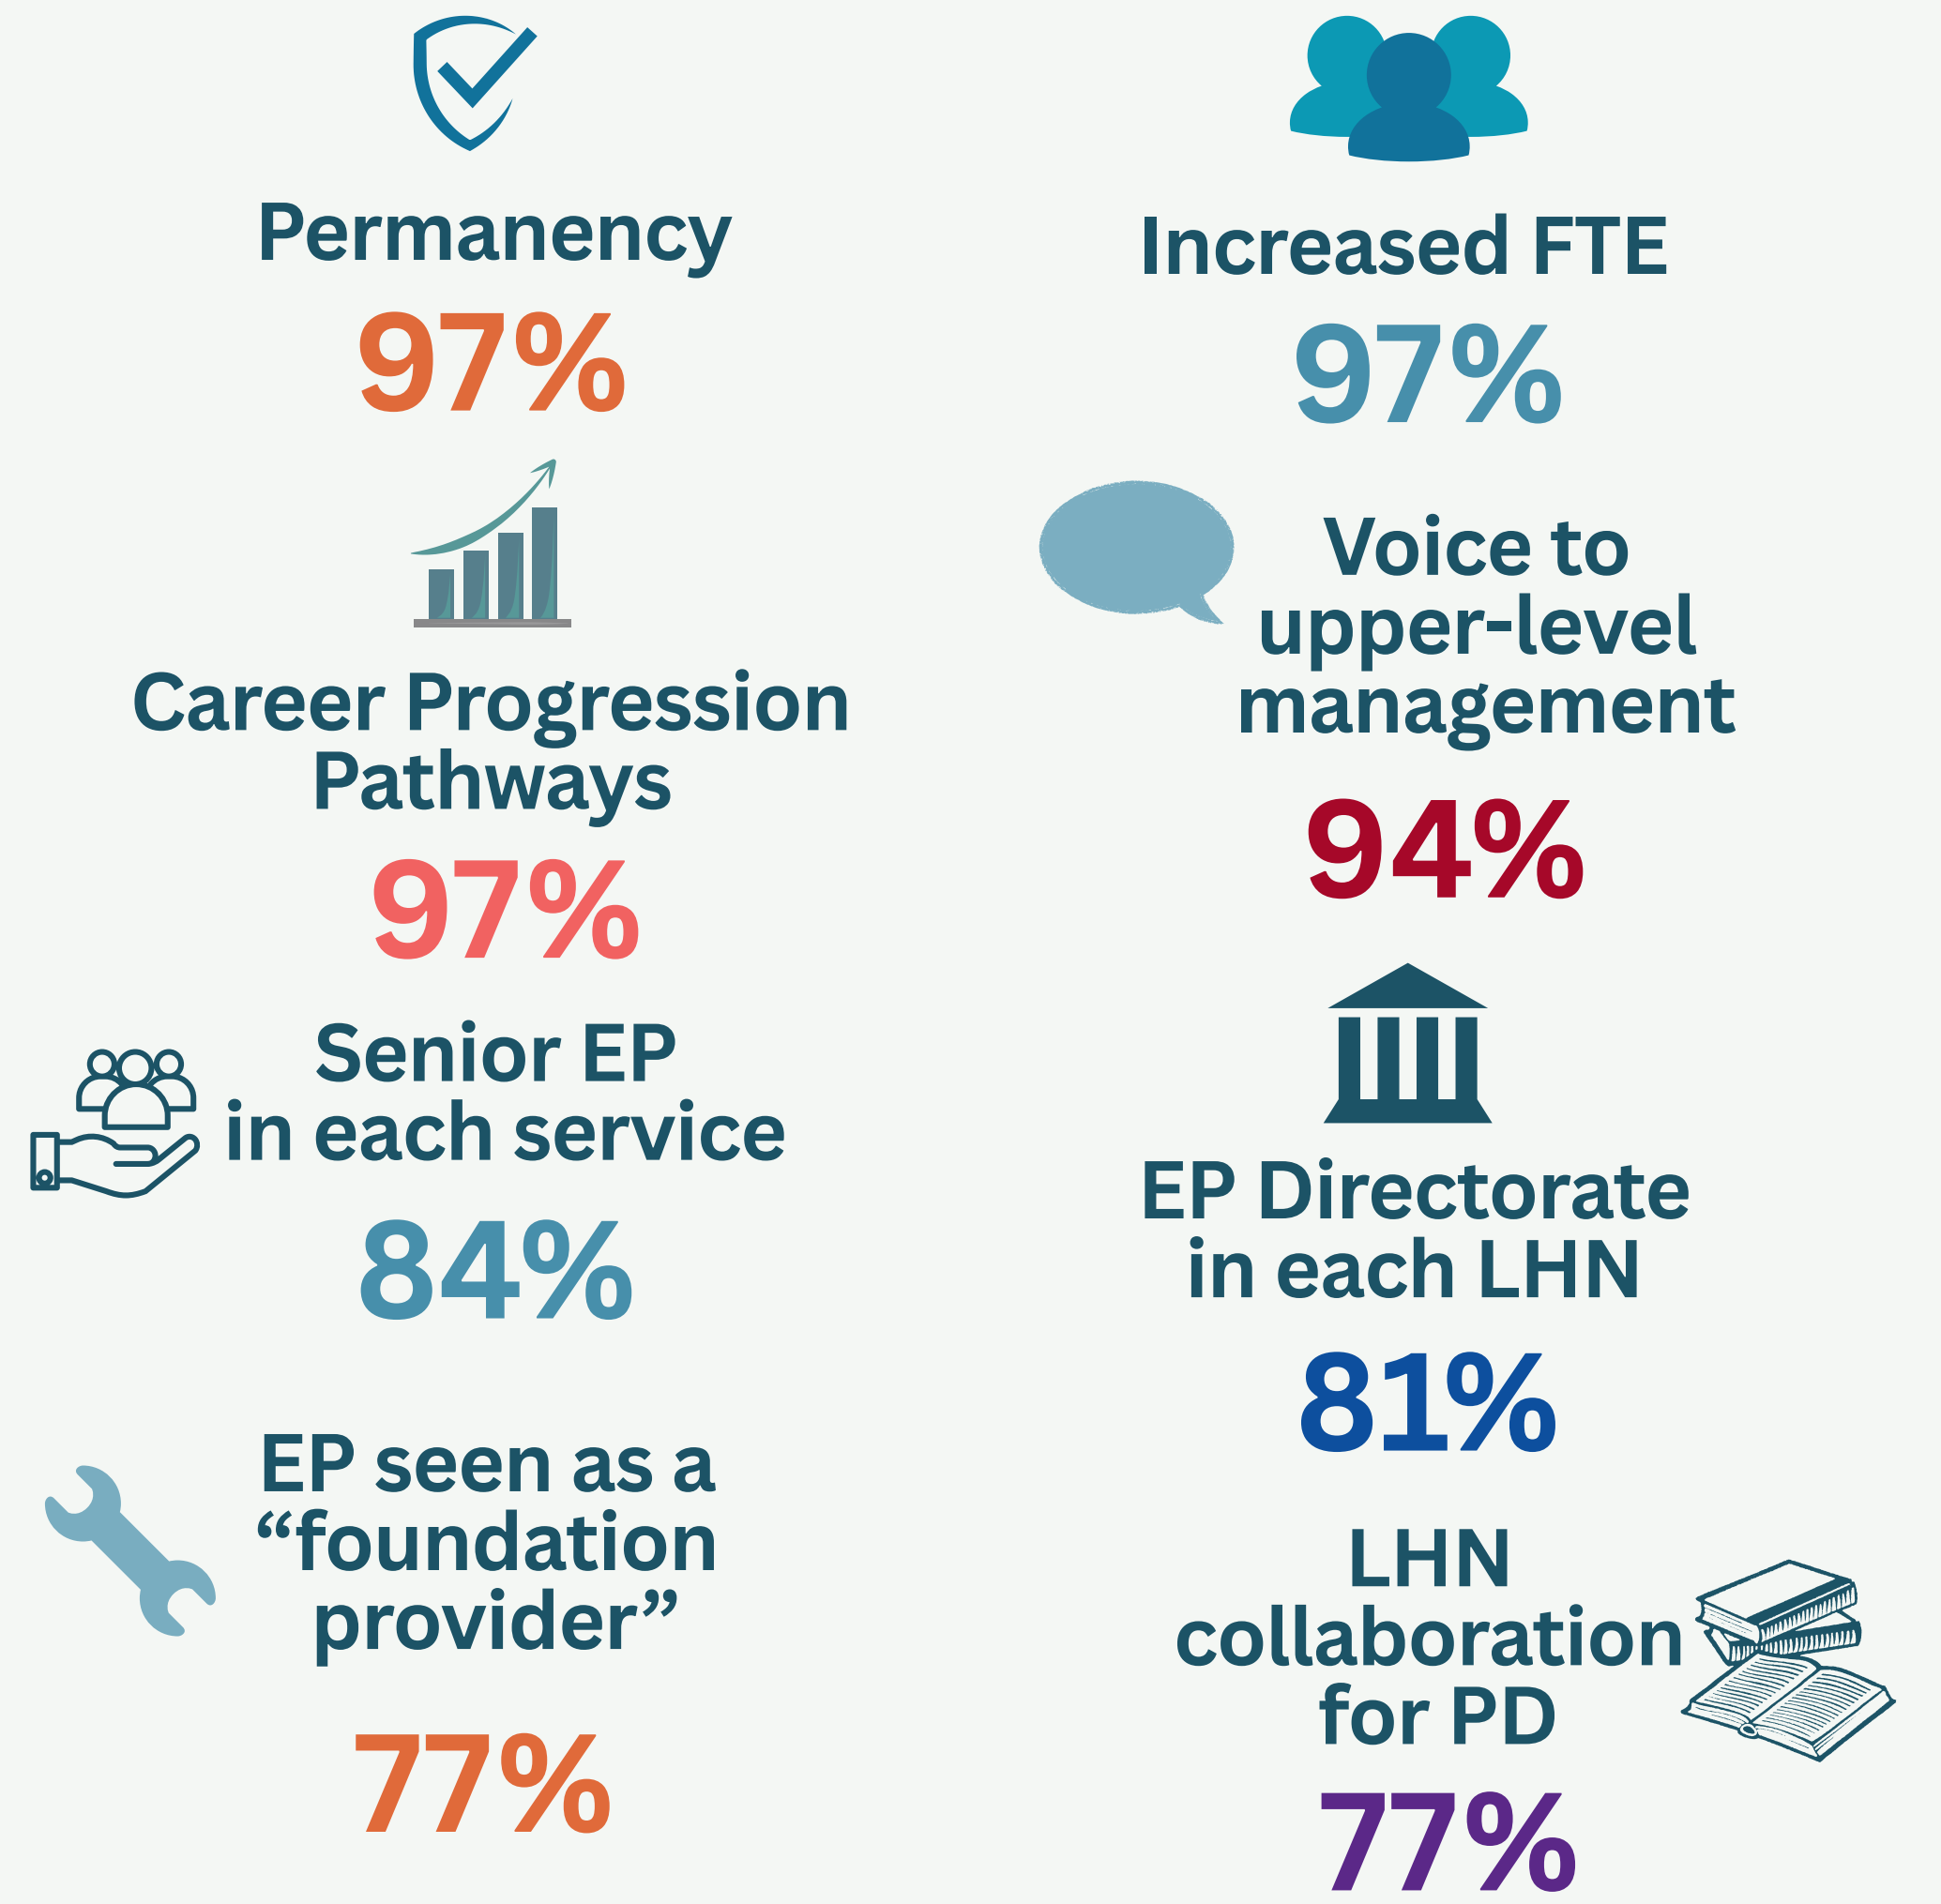 Permanency
97%
Increased FTE
97%
Career Progression
Pathways
97%
Voice to
upper-level
management
94%
Senior EP
in each service
84%
EP Directorate
in each LHN
81%
EP seen as a
“foundation
provider”
77%
LHN
collaboration
for PD
77%